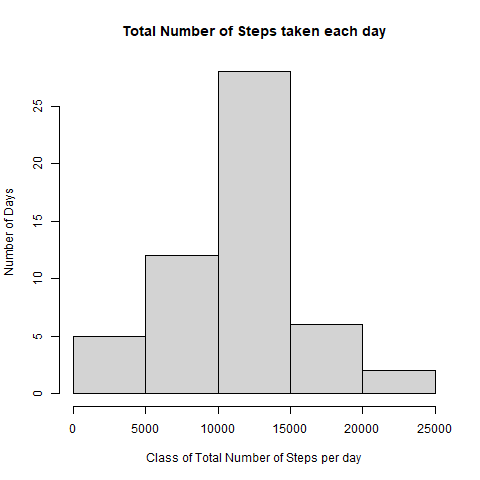 Total Number of Steps taken each day
Number of Days
25
20
15
10
5
0
0 5000 10000 15000 20000 25000
Class of Total Number of Steps per day